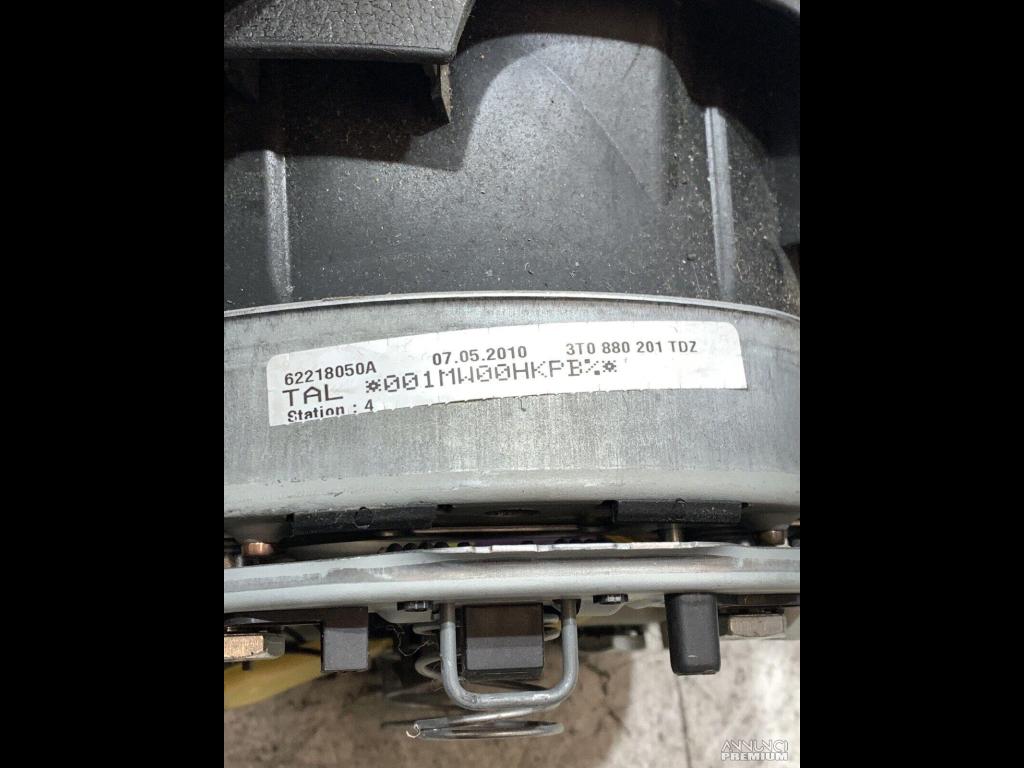 62218050A 07.05.2010 3T0 880 201 TDZ
TAL *001MW00HKPB%*
Station : 4
ANNUNCI
PREMIUM